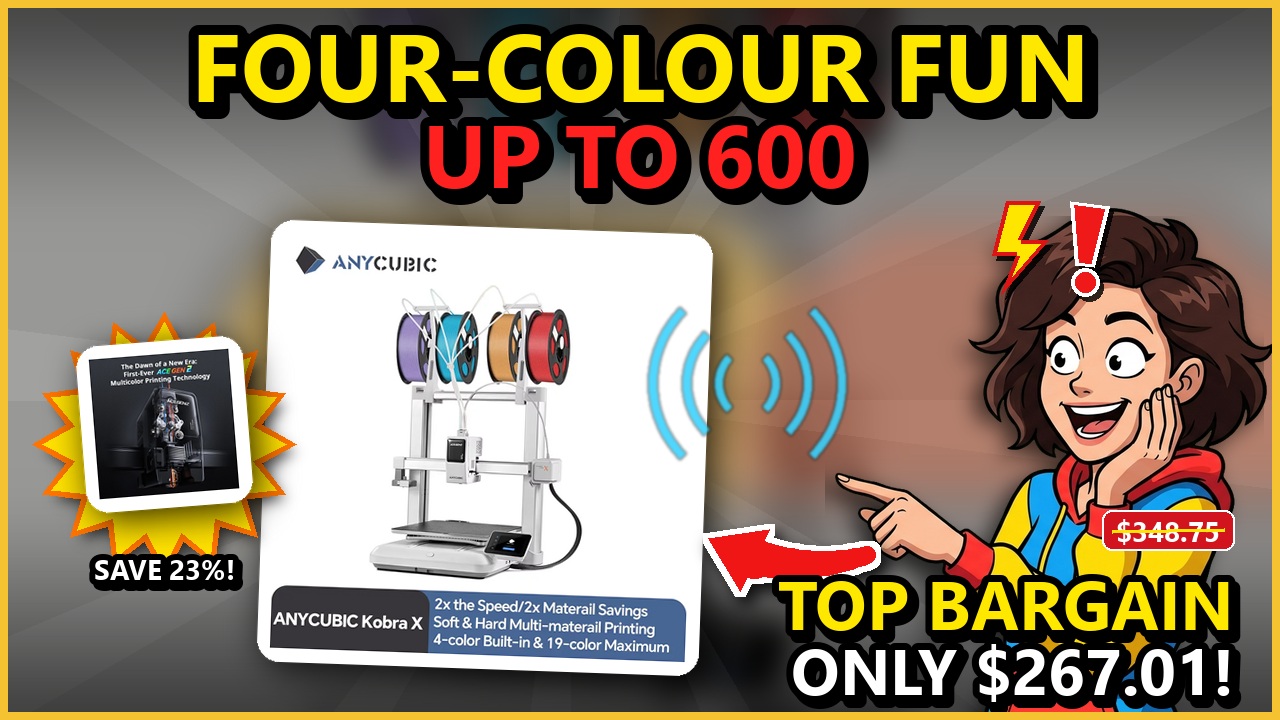 FOUR-COLOUR FUN
UP TO 600
ANYCUBIC
The Dawn of a New Era:
First-Ever ACE GEN 2
Multicolor Printing Technology
SAVE 23%!
ANYCUBIC Kobra X
2x the Speed/2x Materail Savings
Soft & Hard Multi-materail Printing
4-color Built-in & 19-color Maximum
$348.75
TOP BARGAIN
ONLY $267.01!